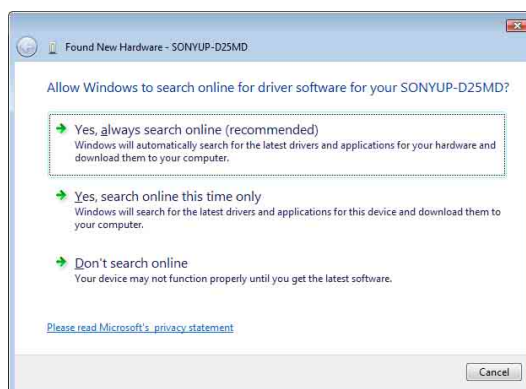 Found New Hardware - SONYUP-D25MD
Allow Windows to search online for driver software for your SONYUP-D25MD?
Yes, always search online (recommended)
Windows will automatically search for the latest drivers and applications for your hardware and
download them to your computer.
Yes, search online this time only
Windows will search for the latest drivers and applications for this device and download them to
your computer.
Don't search online
Your device may not function properly until you get the latest software.
Please read Microsoft's privacy statement
Cancel